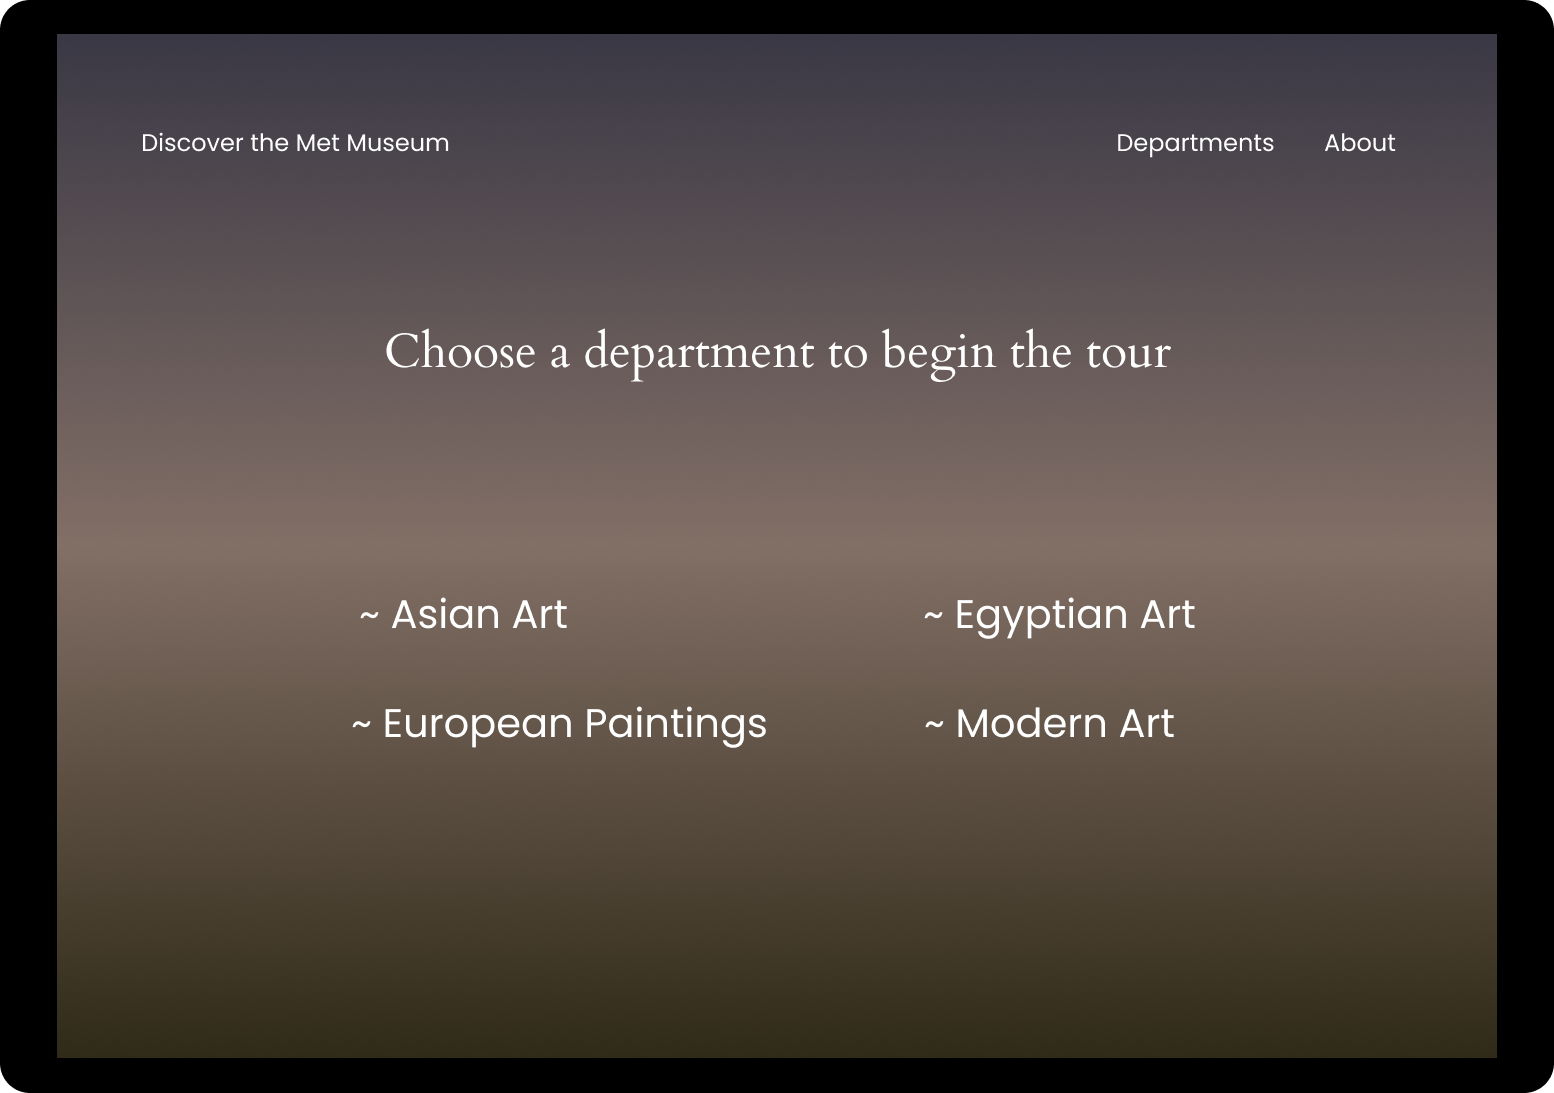 Discover the Met Museum
Departments
About
Choose a department to begin the tour
~ Asian Art
~ Egyptian Art
~ European Paintings
~ Modern Art